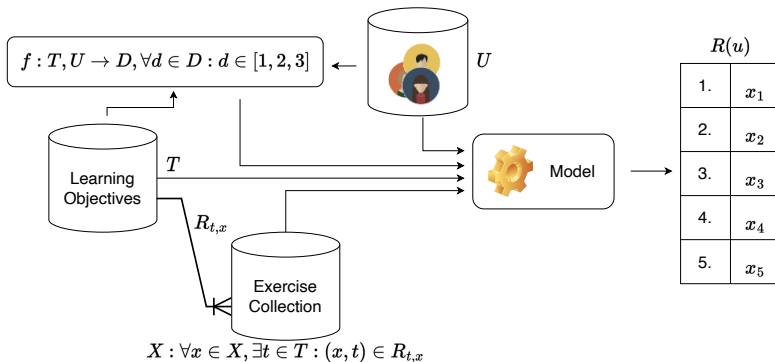 f : T, U → D, ∀d ∈ D : d ∈ [1, 2, 3]
U
R(u)
1. x₁
2. x₂
3. x₃
4. x₄
5. x₅
Learning
Objectives
T
Model
R_{t,x}
Exercise
Collection
X : ∀x ∈ X, ∃t ∈ T : (x, t) ∈ R_{t,x}